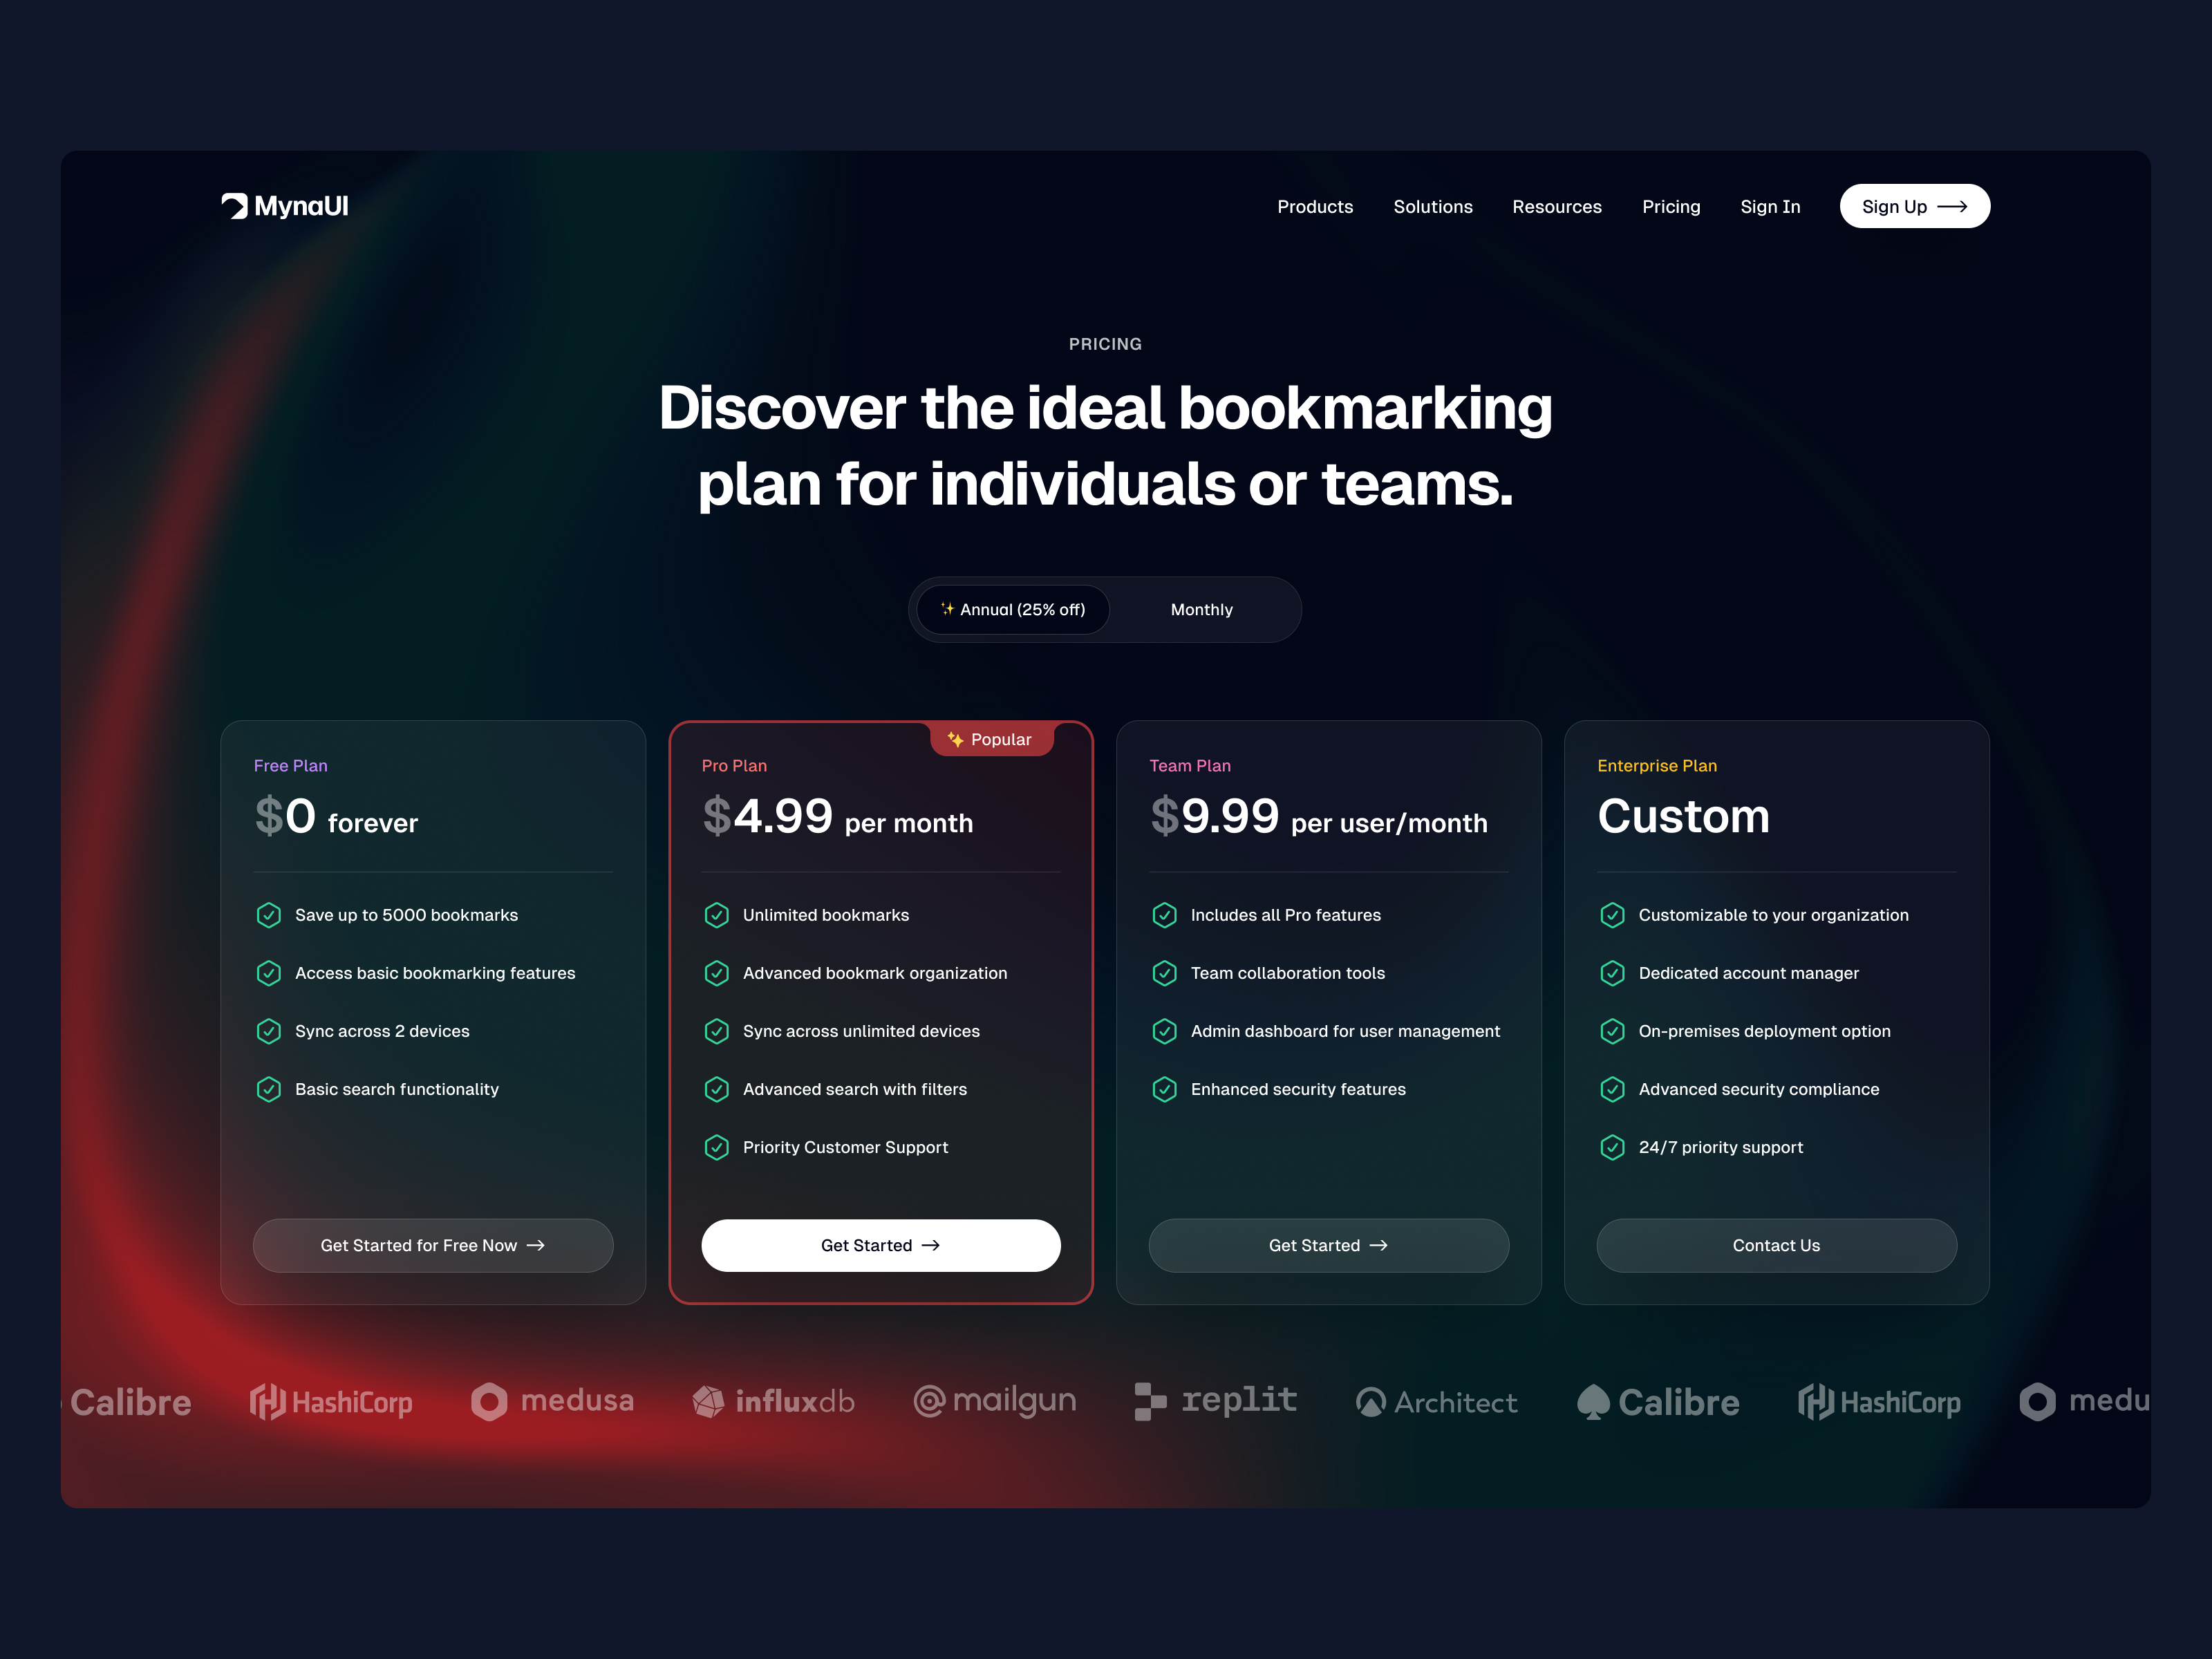 MynaUI
Products Solutions Resources Pricing Sign In Sign Up
PRICING
Discover the ideal bookmarking
plan for individuals or teams.
Annual (25% off) Monthly
Free Plan
$0 forever
Save up to 5000 bookmarks
Access basic bookmarking features
Sync across 2 devices
Basic search functionality
Get Started for Free Now
Popular
Pro Plan
$4.99 per month
Unlimited bookmarks
Advanced bookmark organization
Sync across unlimited devices
Advanced search with filters
Priority Customer Support
Get Started
Team Plan
$9.99 per user/month
Includes all Pro features
Team collaboration tools
Admin dashboard for user management
Enhanced security features
Get Started
Enterprise Plan
Custom
Customizable to your organization
Dedicated account manager
On-premises deployment option
Advanced security compliance
24/7 priority support
Contact Us
Calibre HashiCorp medusa influxdb mailgun replit Architect Calibre HashiCorp medu